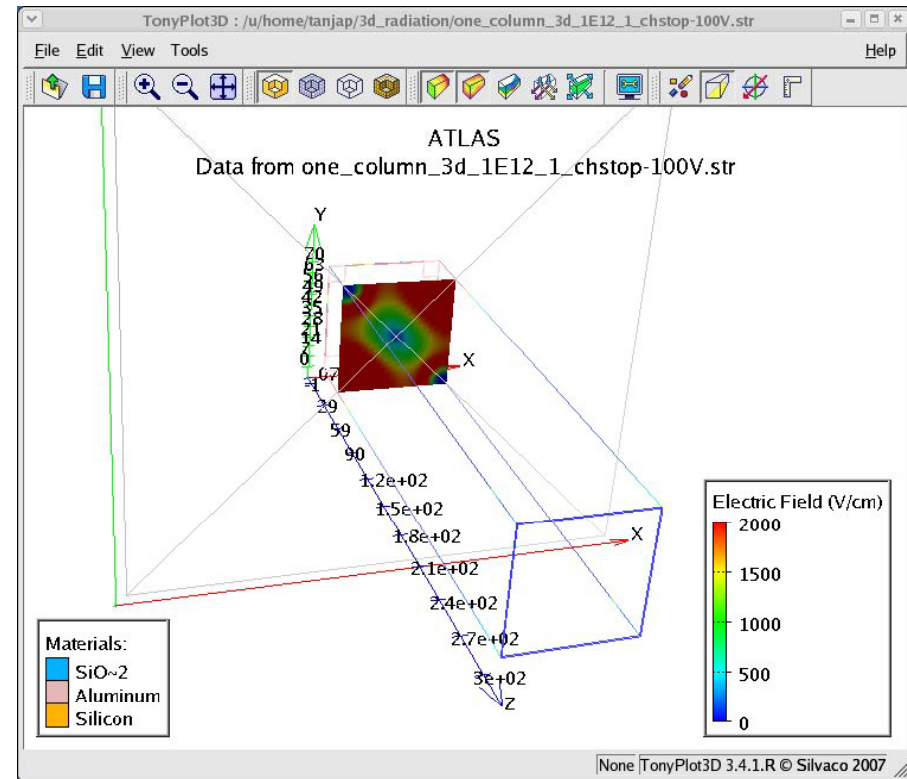 TonyPlot3D : /u/home/tanjap/3d_radiation/one_column_3d_1E12_1_chstop-100V.str
File Edit View Tools Help
ATLAS
Data from one_column_3d_1E12_1_chstop-100V.str
Y
70
63
56
49
42
35
28
21
14
7
0
X
07
-1
29
59
90
1.2e+02
1.5e+02
1.8e+02
X
2.1e+02
2.4e+02
2.7e+02
3e+02
Z
Electric Field (V/cm)
2000
1500
1000
500
0
Materials:
SiO~2
Aluminum
Silicon
None TonyPlot3D 3.4.1.R © Silvaco 2007